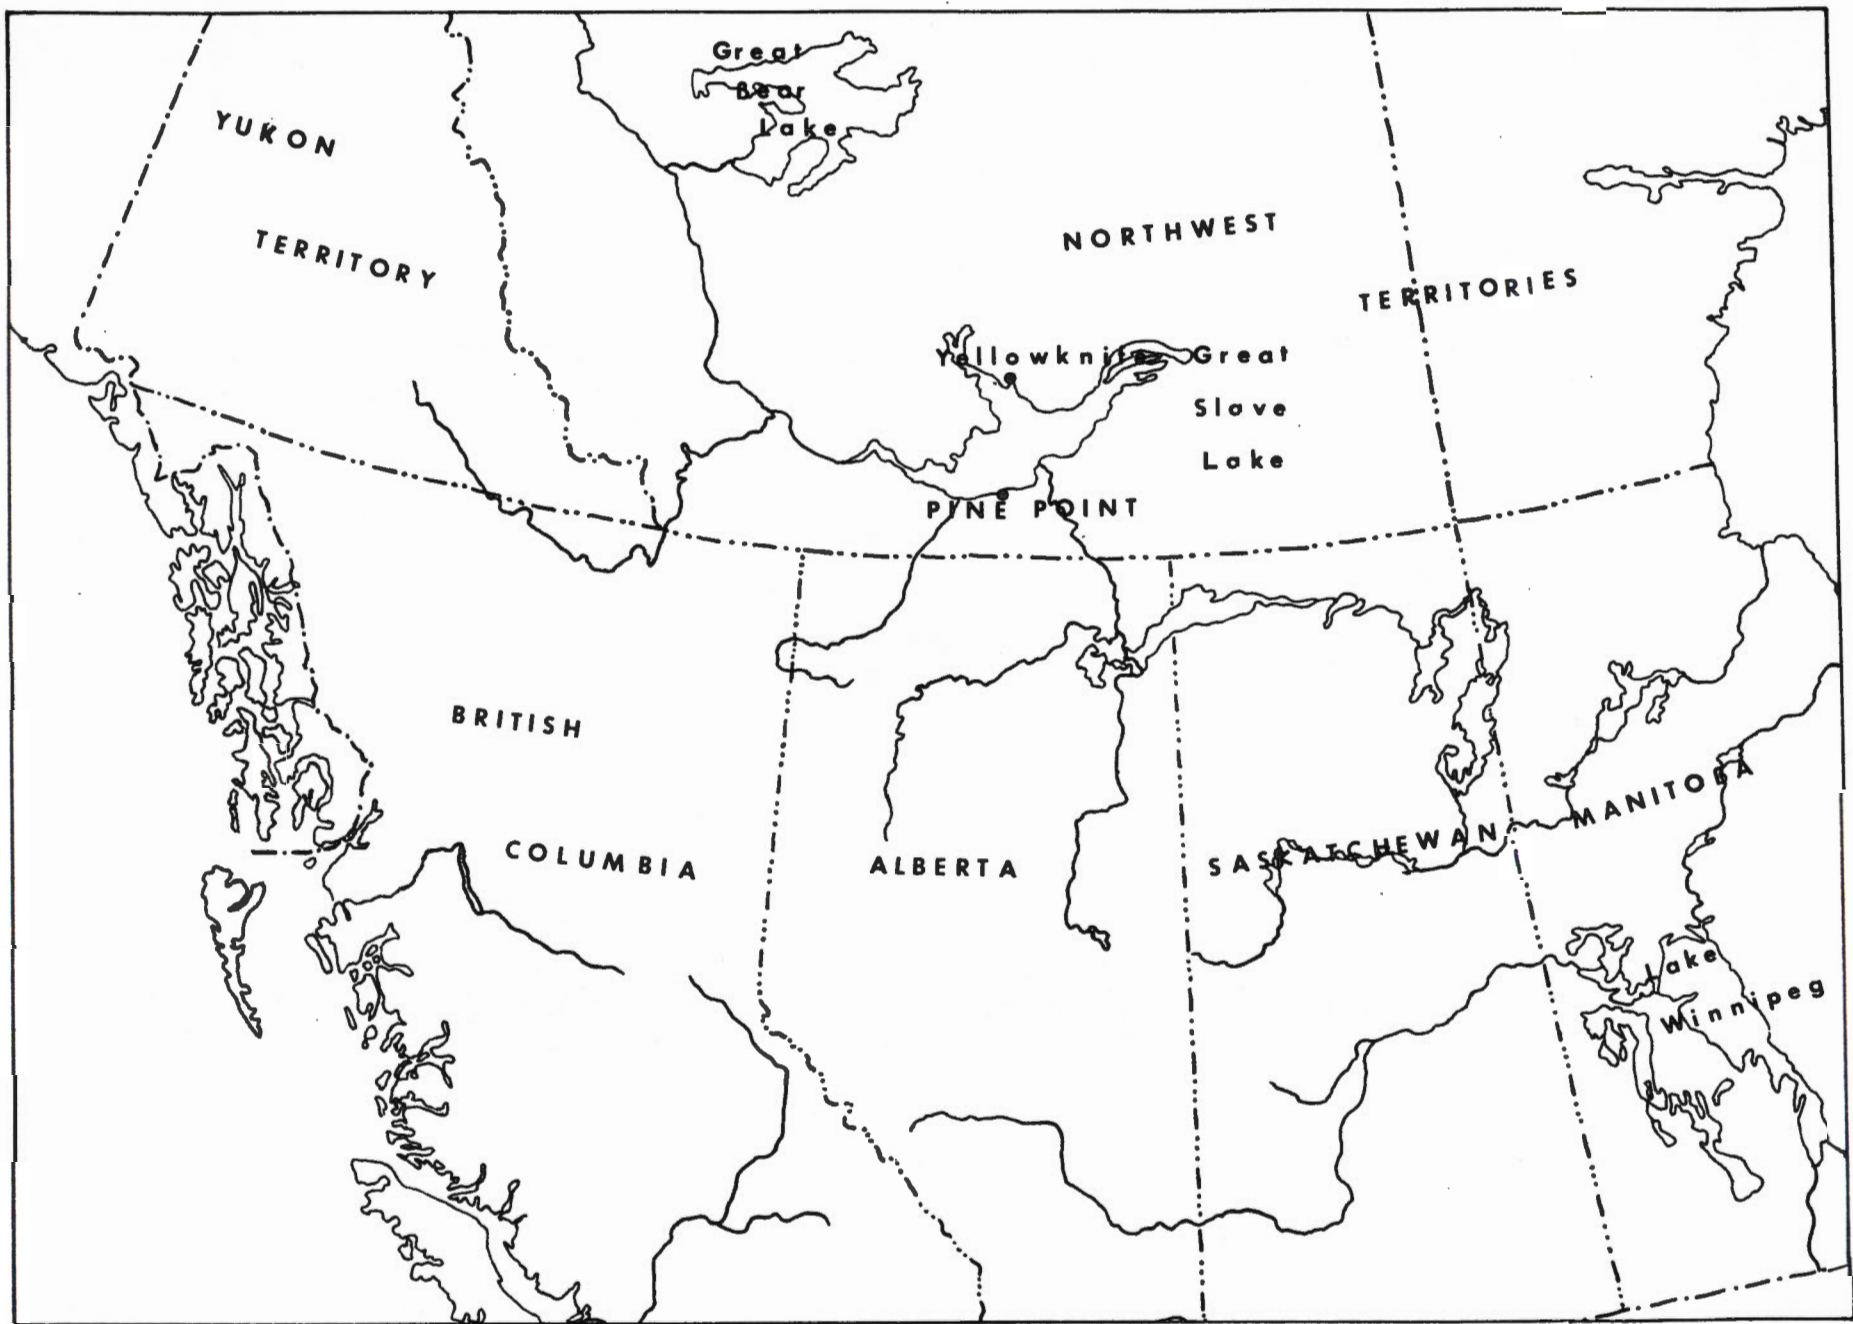 Great
Bear
Lake
YUKON
TERRITORY
NORTHWEST
TERRITORIES
Yellowknife
Great
Slave
Lake
PINE POINT
BRITISH
COLUMBIA
ALBERTA
SASKATCHEWAN
MANITOBA
Lake
Winnipeg